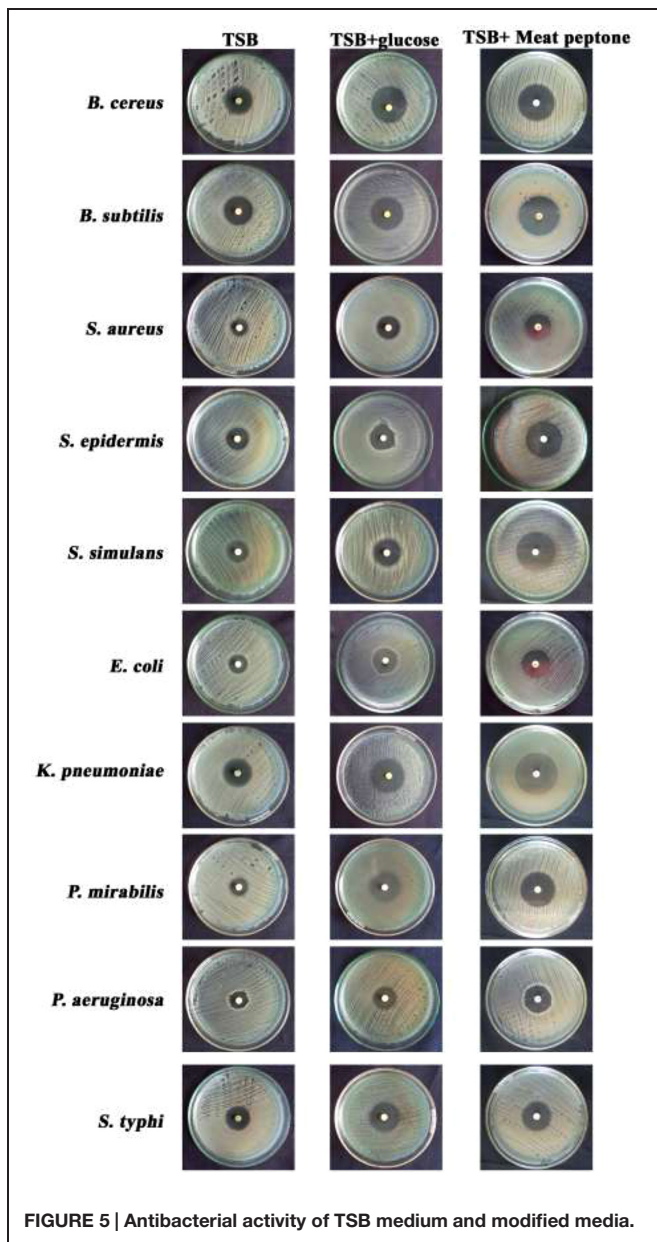 TSB TSB+glucose TSB+ Meat peptone
B. cereus
B. subtilis
S. aureus
S. epidermis
S. simulans
E. coli
K. pneumoniae
P. mirabilis
P. aeruginosa
S. typhi
FIGURE 5 | Antibacterial activity of TSB medium and modified media.